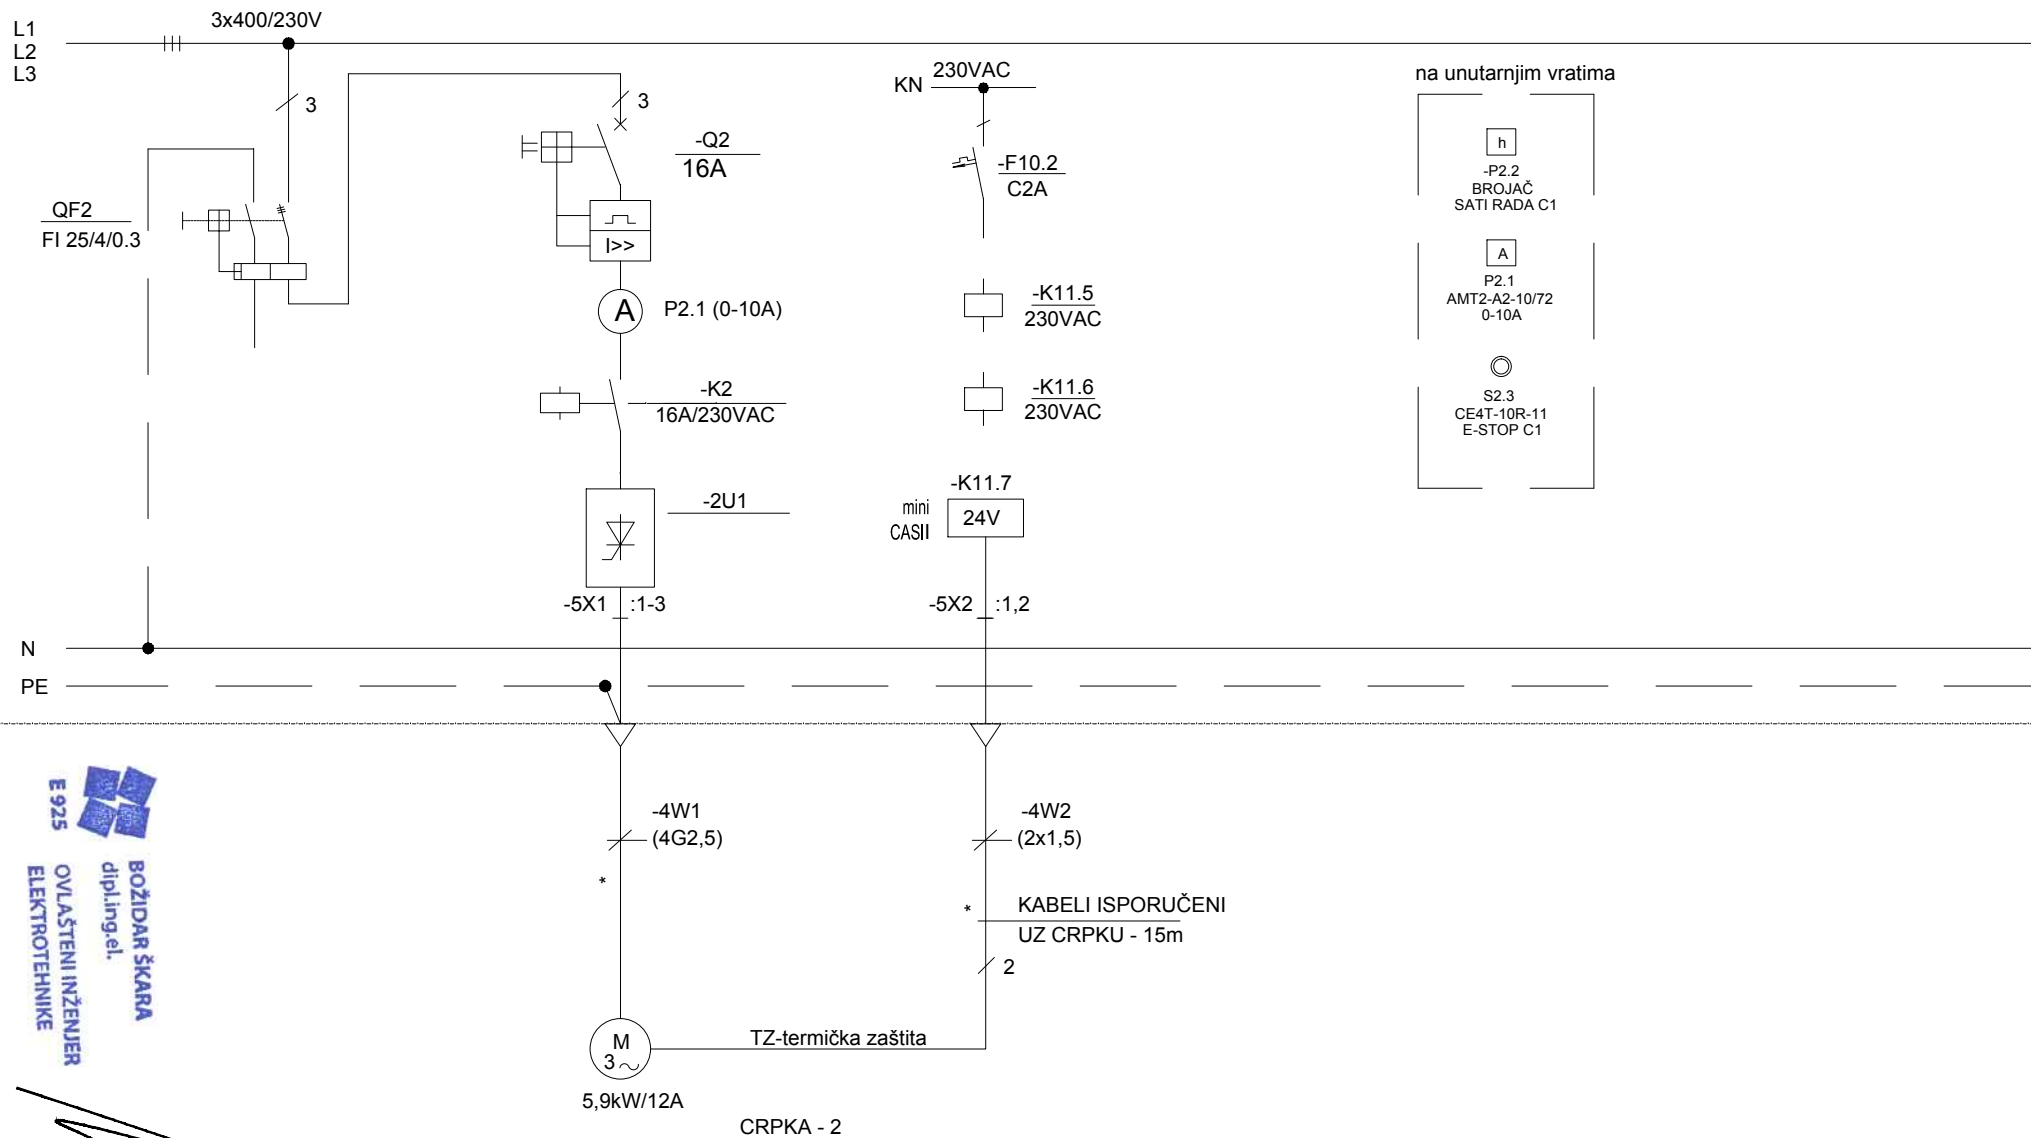 L1
L2
L3
3x400/230V
3
3
-Q2
16A
QF2
FI 25/4/0.3
I>>
A
P2.1 (0-10A)
-K2
16A/230VAC
-2U1
-5X1 :1-3
KN
230VAC
-F10.2
C2A
-K11.5
230VAC
-K11.6
230VAC
-K11.7
mini
CASII
24V
-5X2 :1,2
na unutarnjim vratima
h
-P2.2
BROJAČ
SATI RADA C1
A
P2.1
AMT2-A2-10/72
0-10A
S2.3
CE4T-10R-11
E-STOP C1
N
PE
-4W1
(4G2,5)
*
-4W2
(2x1,5)
*
KABELI ISPORUČENI
UZ CRPKU - 15m
2
M
3~
TZ-termička zaštita
5,9kW/12A
CRPKA - 2
BOŽIDAR ŠKARA
dipl.ing.el.
OVLAŠTENI INŽENJER
ELEKTROTEHNIKE
E 925